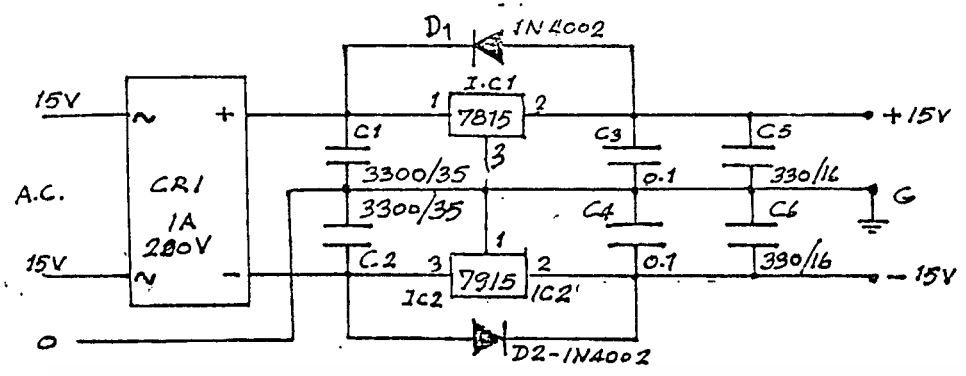 D1
1N4002
I.C1
15V
~
+
1
7815
2
+15V
C1
3
C3
C5
3300/35
0.1
330/16
A.C.
CR1
1A
200V
G
3300/35
C4
C6
C.2
1
0.1
330/16
15V
~
-
3
7915
2
-15V
IC2
IC2
0
D2-1N4002